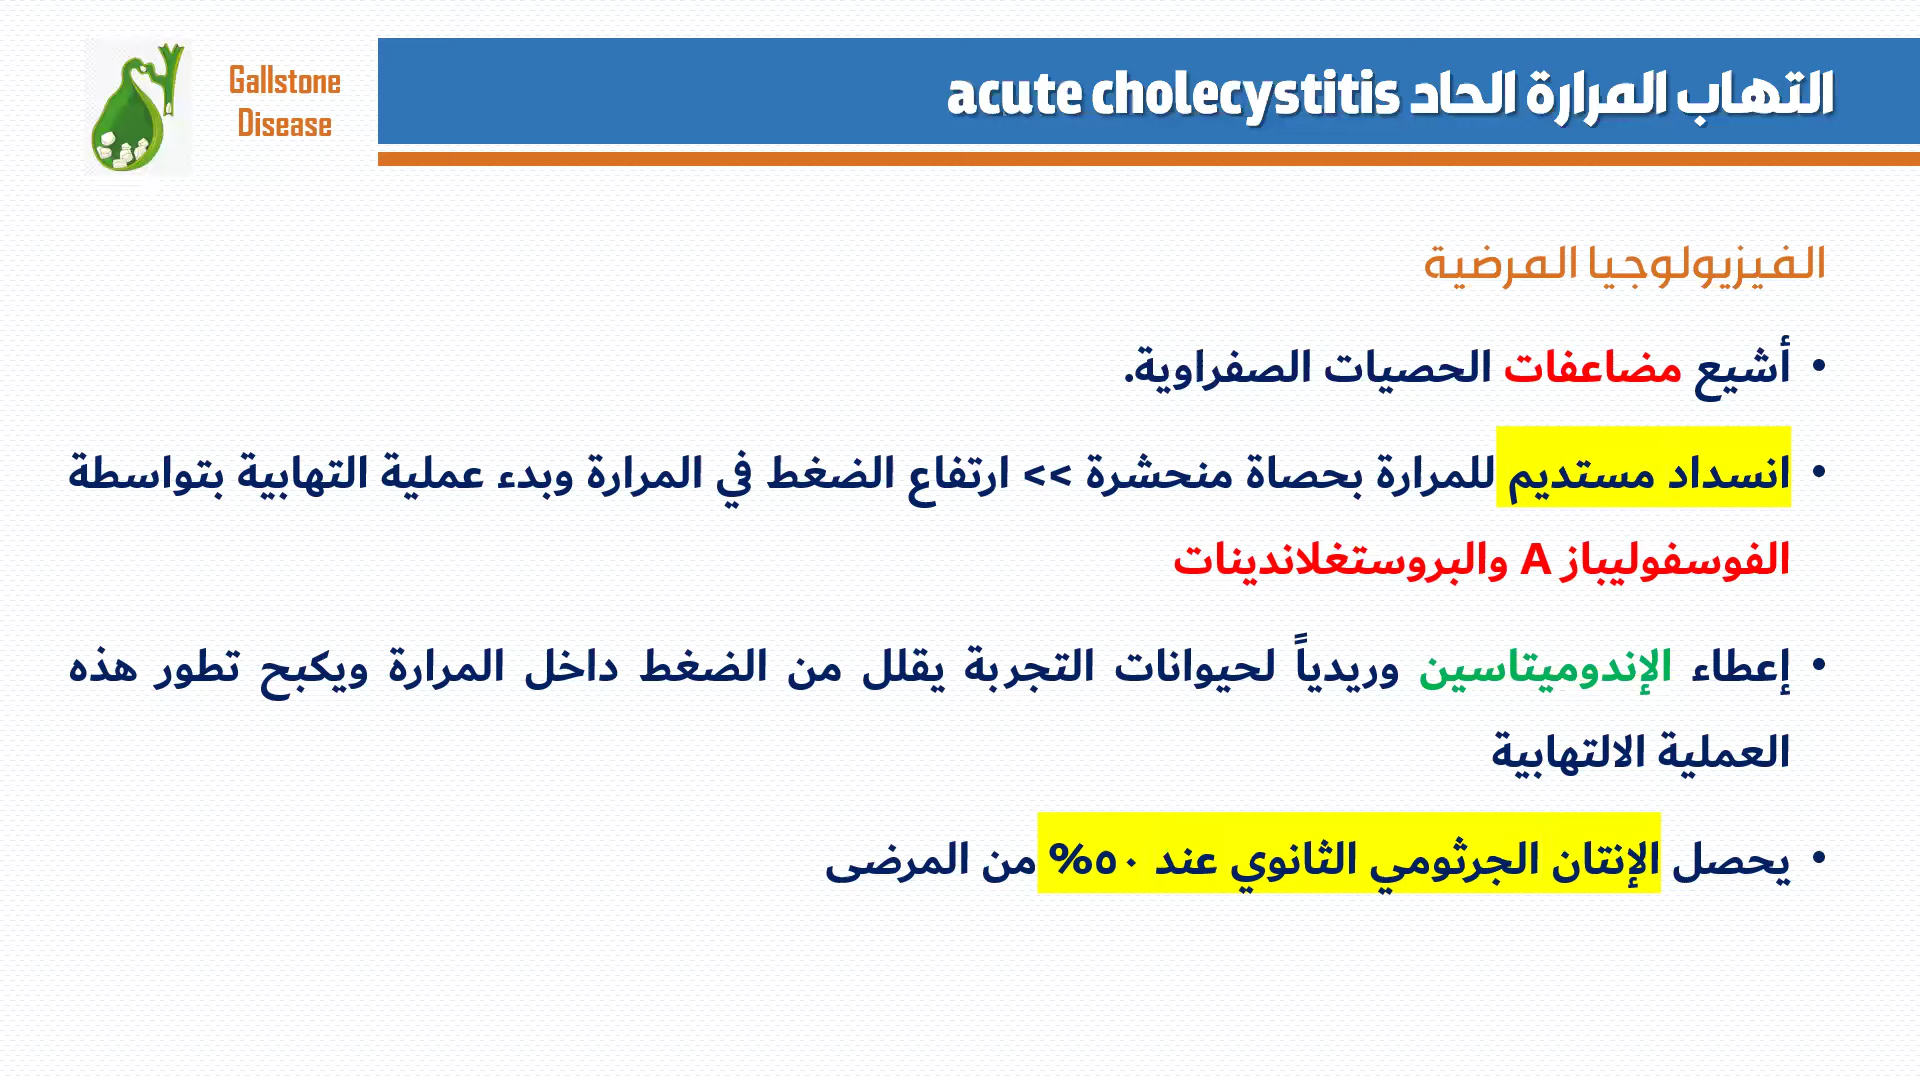 التهاب المرارة الحاد acute cholecystitis
Gallstone
Disease
الفيزيولوجيا المرضية
• أشيع مضاعفات الحصيات الصفراوية.
• انسداد مستديم للمرارة بحصاة منحشرة >> ارتفاع الضغط في المرارة وبدء عملية التهابية بتواسطة
الفوسفوليباز A والبروستغلاندينات
• إعطاء الإندوميتاسين وريدياً لحيوانات التجربة يقلل من الضغط داخل المرارة ويكبح تطور هذه
العملية الالتهابية
• يحصل الإنتان الجرثومي الثانوي عند ٥٠% من المرضى